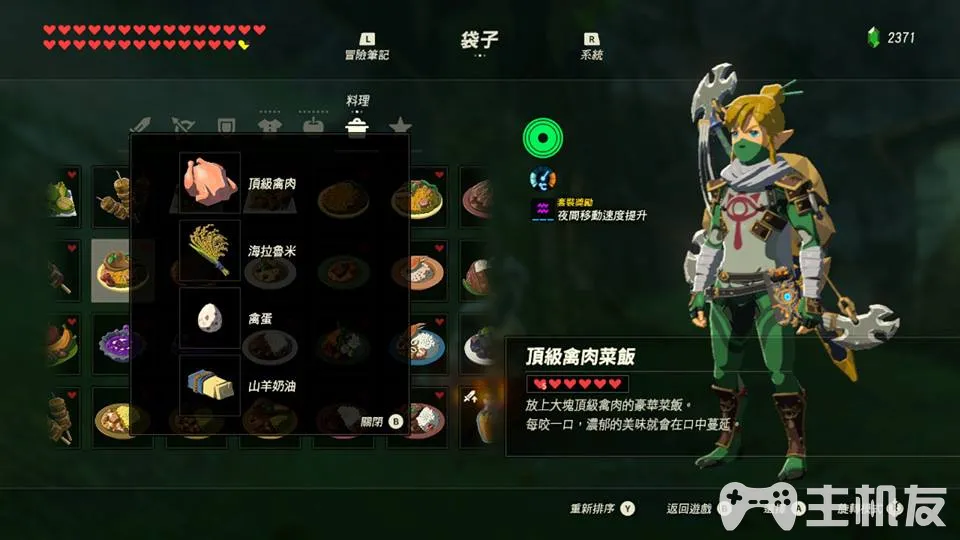 L
冒險筆記
袋子
R
系統
2371
料理
頂級禽肉
海拉魯米
禽蛋
山羊奶油
關閉 B
套裝獎勵
夜間移動速度提升
頂級禽肉菜飯
放上大塊頂級禽肉的豪華菜飯。
每咬一口，濃郁的美味就會在口中蔓延。
重新排序 Y
返回遊戲
主机友